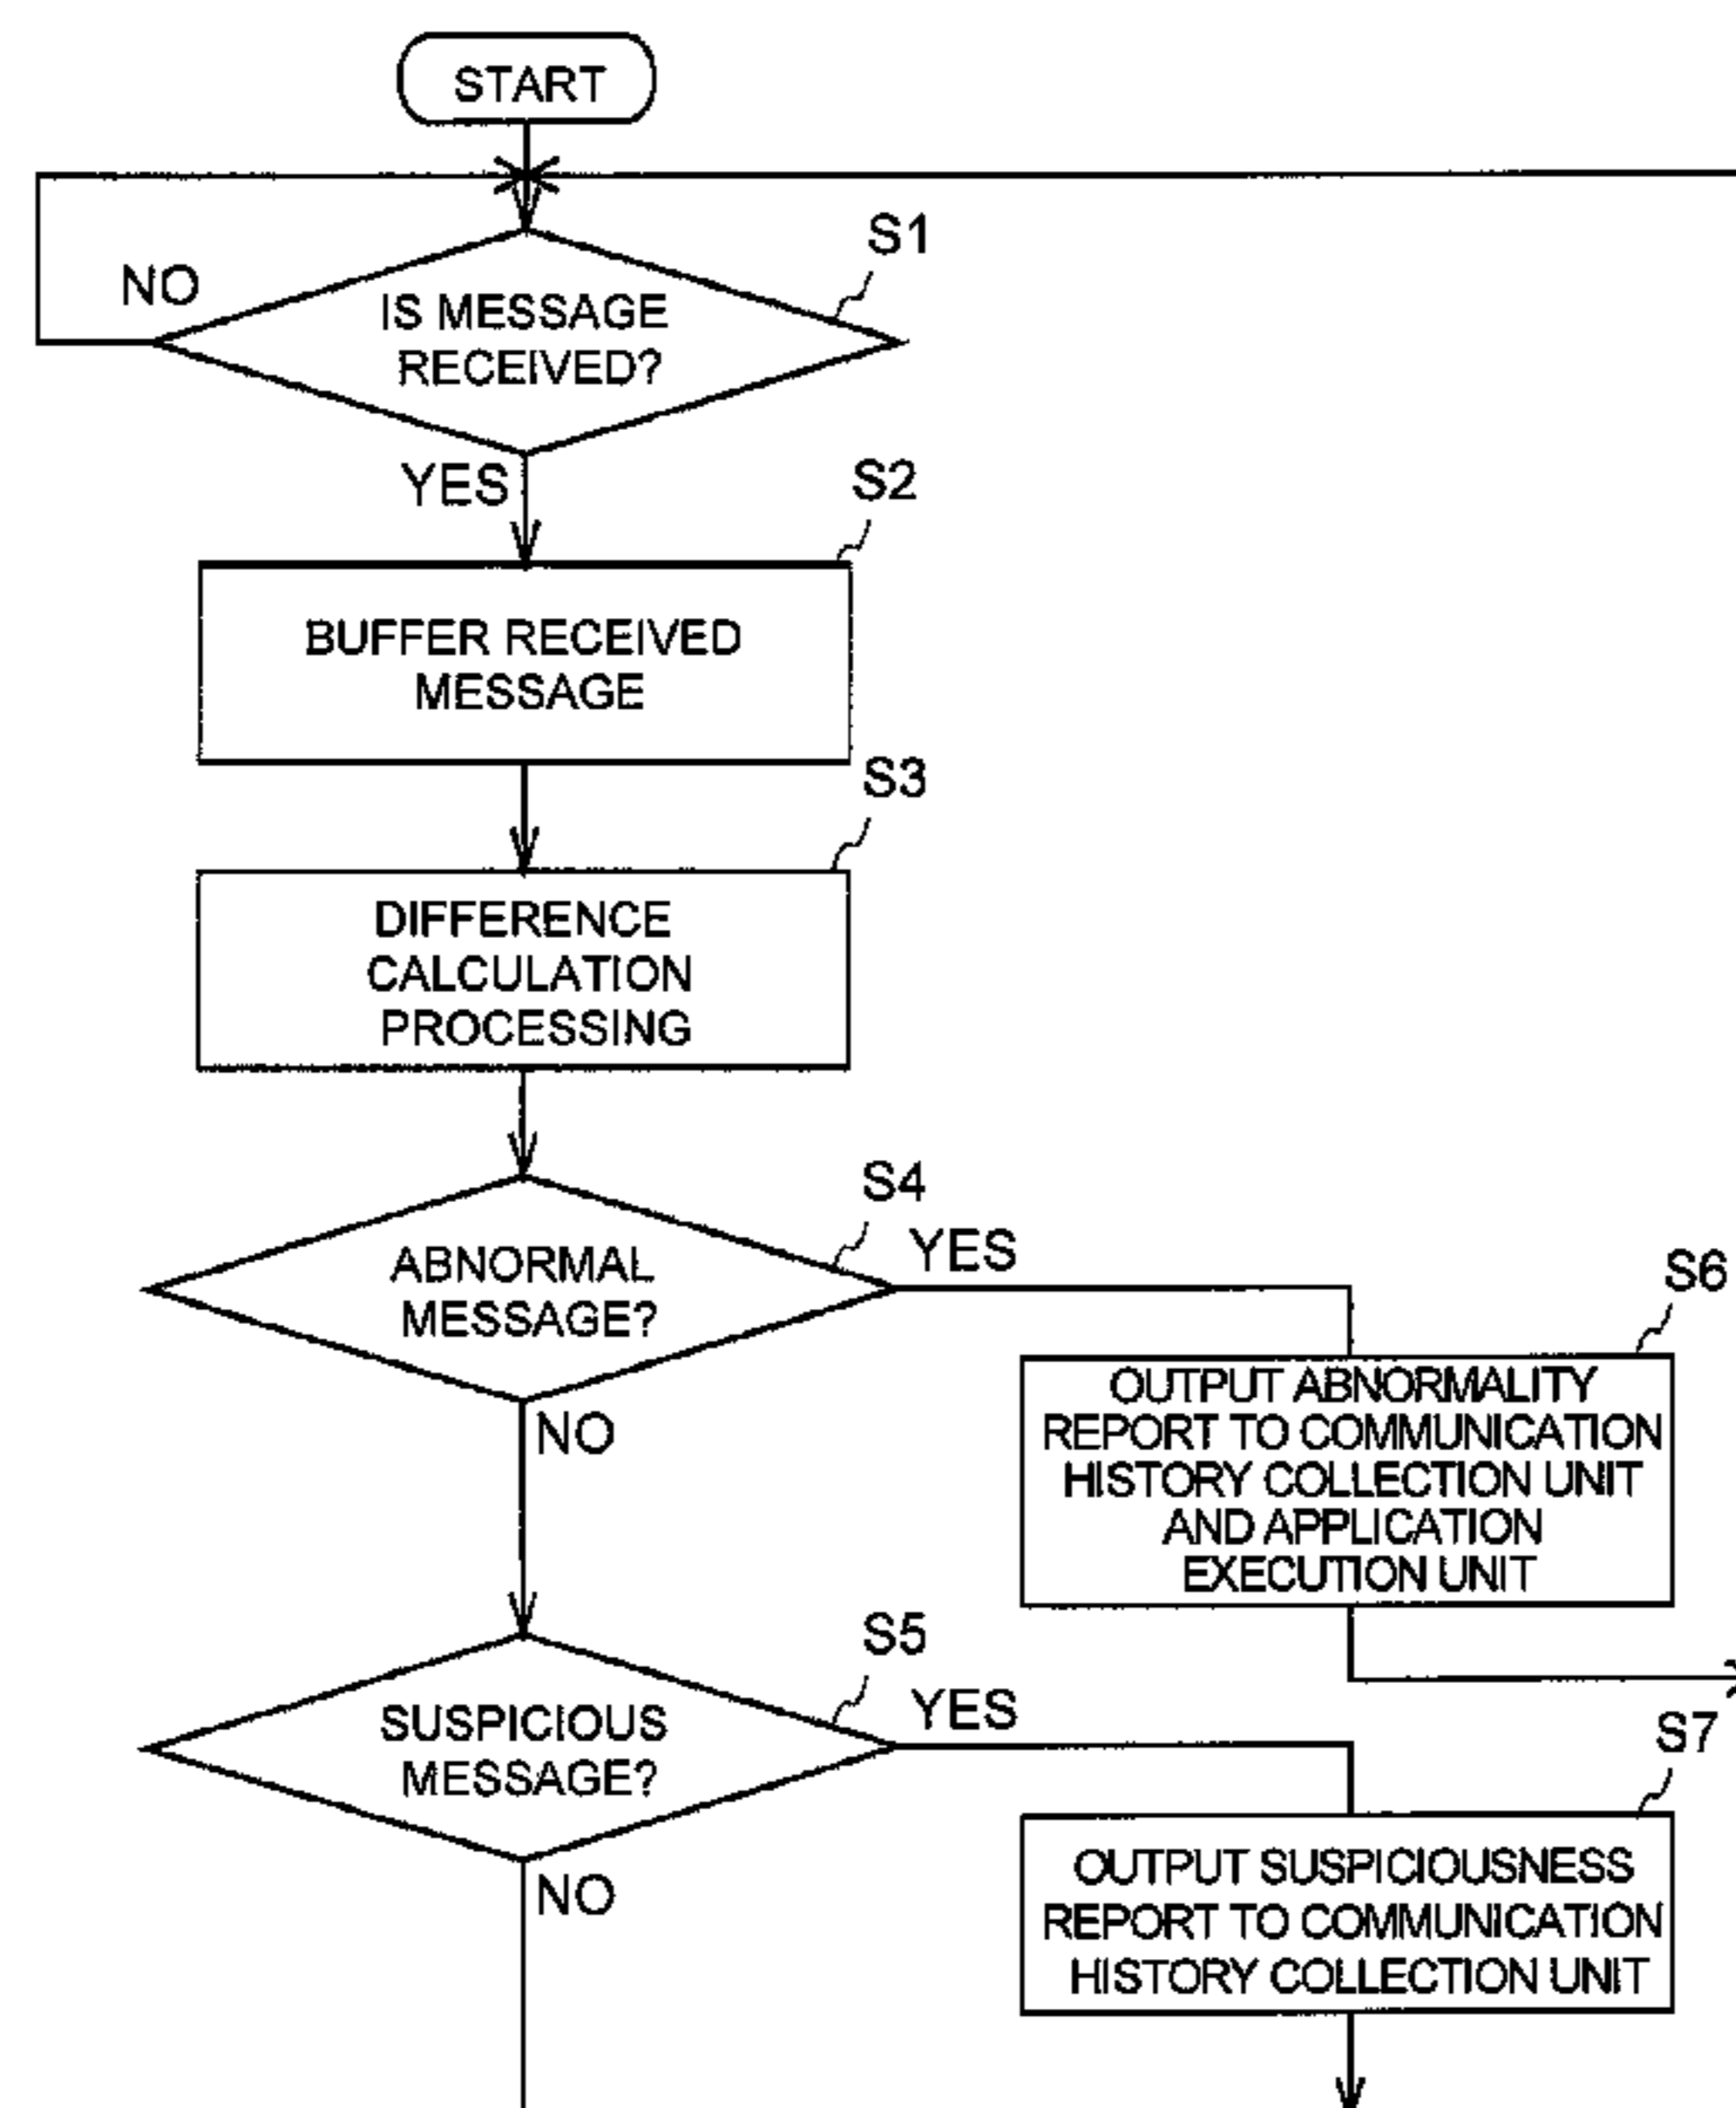 START
S1
NO
IS MESSAGE
RECEIVED?
YES
S2
BUFFER RECEIVED
MESSAGE
S3
DIFFERENCE
CALCULATION
PROCESSING
S4
ABNORMAL
MESSAGE?
YES
NO
S6
OUTPUT ABNORMALITY
REPORT TO COMMUNICATION
HISTORY COLLECTION UNIT
AND APPLICATION
EXECUTION UNIT
S5
SUSPICIOUS
MESSAGE?
YES
NO
S7
OUTPUT SUSPICIOUSNESS
REPORT TO COMMUNICATION
HISTORY COLLECTION UNIT